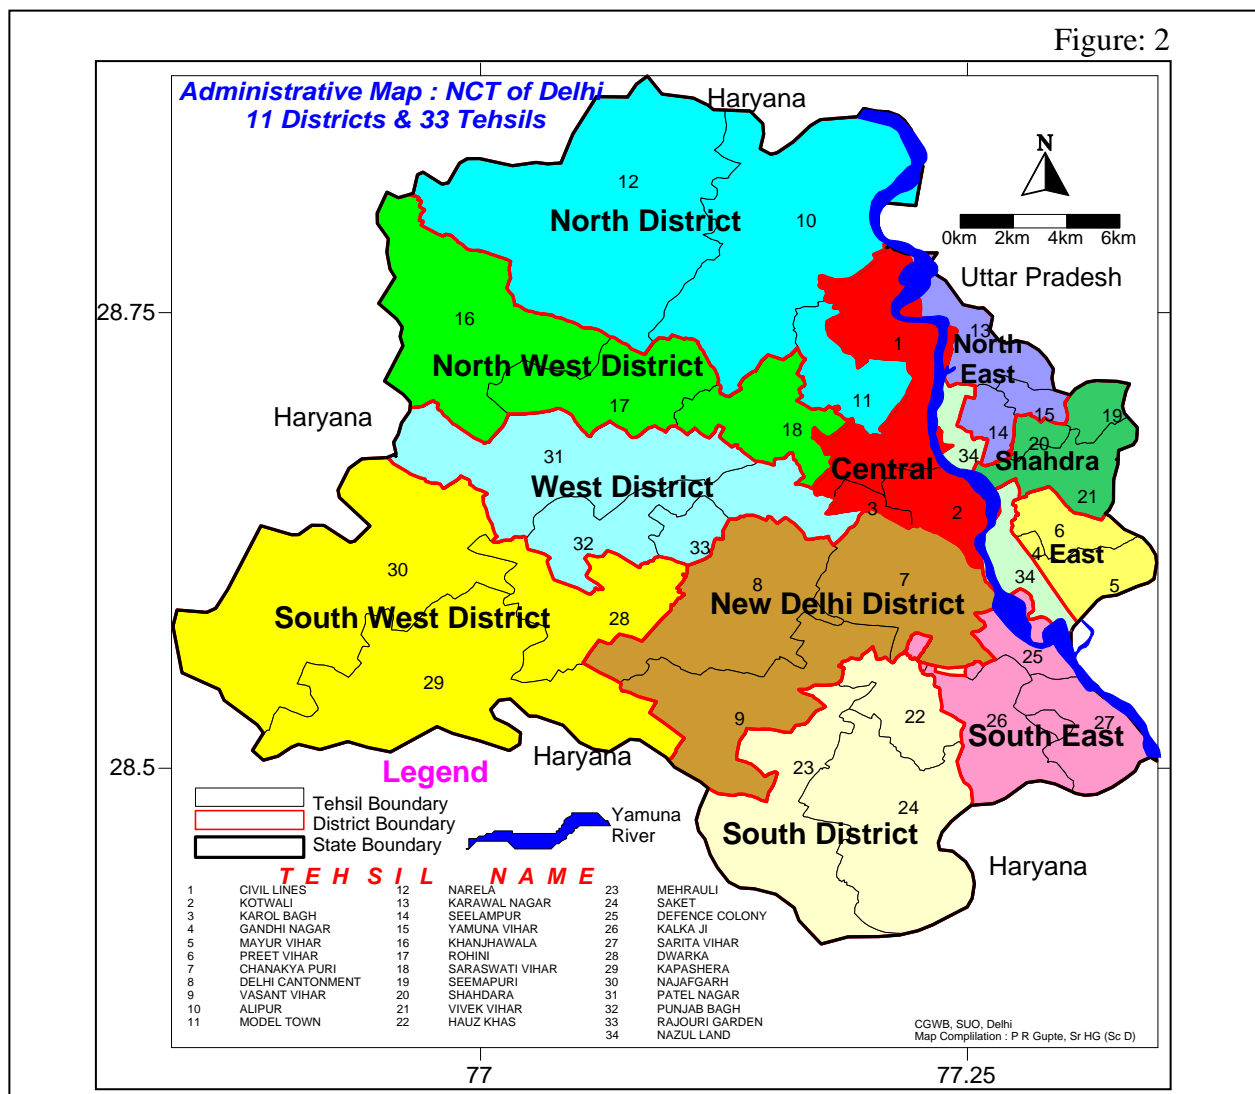 Figure: 2
Administrative Map : NCT of Delhi
11 Districts & 33 Tehsils
Haryana
N
0km 2km 4km 6km
Uttar Pradesh
12
North District
10
28.75
16
1
13
North
East
North West District
17
11
18
15
14
19
20
Shahdra
34
21
Haryana
31
West District
Central
3
2
32
33
6
4
East
5
34
30
8
7
New Delhi District
South West District
28
25
29
9
22
26
27
South East
28.5
Haryana
23
24
South District
Haryana
Legend
Tehsil Boundary
District Boundary
State Boundary
Yamuna
River
TEHSIL NAME
1 CIVIL LINES 12 NARELA 23 MEHRAULI
2 KOTWALI 13 KARAWAL NAGAR 24 SAKET
3 KAROL BAGH 14 SEELAMPUR 25 DEFENCE COLONY
4 GANDHI NAGAR 15 YAMUNA VIHAR 26 KALKA JI
5 MAYUR VIHAR 16 KHANJHAWALA 27 SARITA VIHAR
6 PREET VIHAR 17 ROHINI 28 DWARKA
7 CHANAKYA PURI 18 SARASWATI VIHAR 29 KAPASHERA
8 DELHI CANTONMENT 19 SEEMAPURI 30 NAJAFGARH
9 VASANT VIHAR 20 SHAHDARA 31 PATEL NAGAR
10 ALIPUR 21 VIVEK VIHAR 32 PUNJAB BAGH
11 MODEL TOWN 22 HAUZ KHAS 33 RAJOURI GARDEN
34 NAZUL LAND
CGWB, SUO, Delhi
Map Complilation : P R Gupte, Sr HG (Sc D)
77 77.25